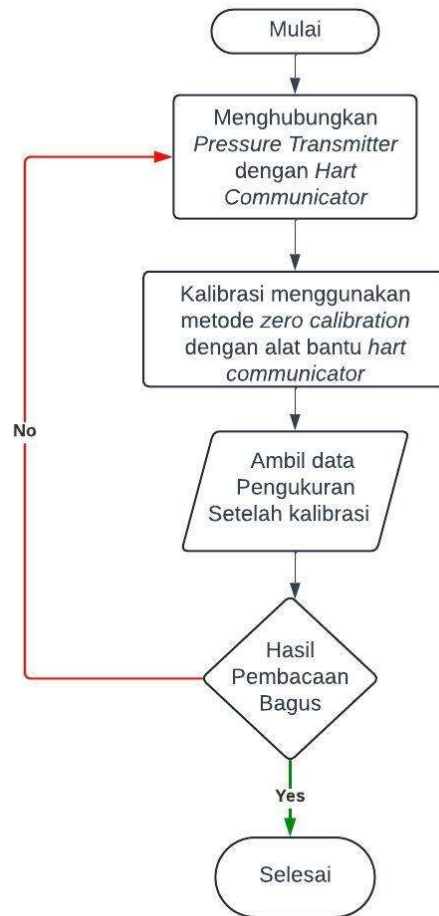 Mulai
Menghubungkan
Pressure Transmitter
dengan Hart
Communicator
Kalibrasi menggunakan
metode zero calibration
dengan alat bantu hart
communicator
Ambil data
Pengukuran
Setelah kalibrasi
No
Hasil
Pembacaan
Bagus
Yes
Selesai